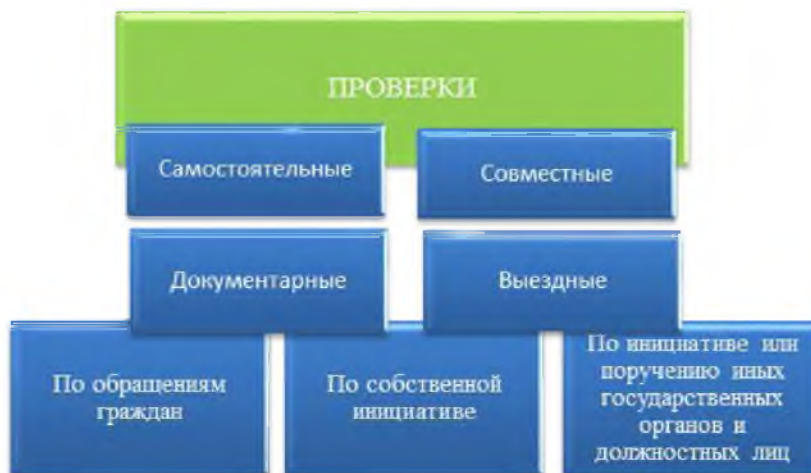 ПРОВЕРКИ
Самостоятельные
Совместные
Документарные
Выездные
По обращениям
граждан
По собственной
инициативе
По инициативе или
поручению иных
государственных
органов и
должностных лиц